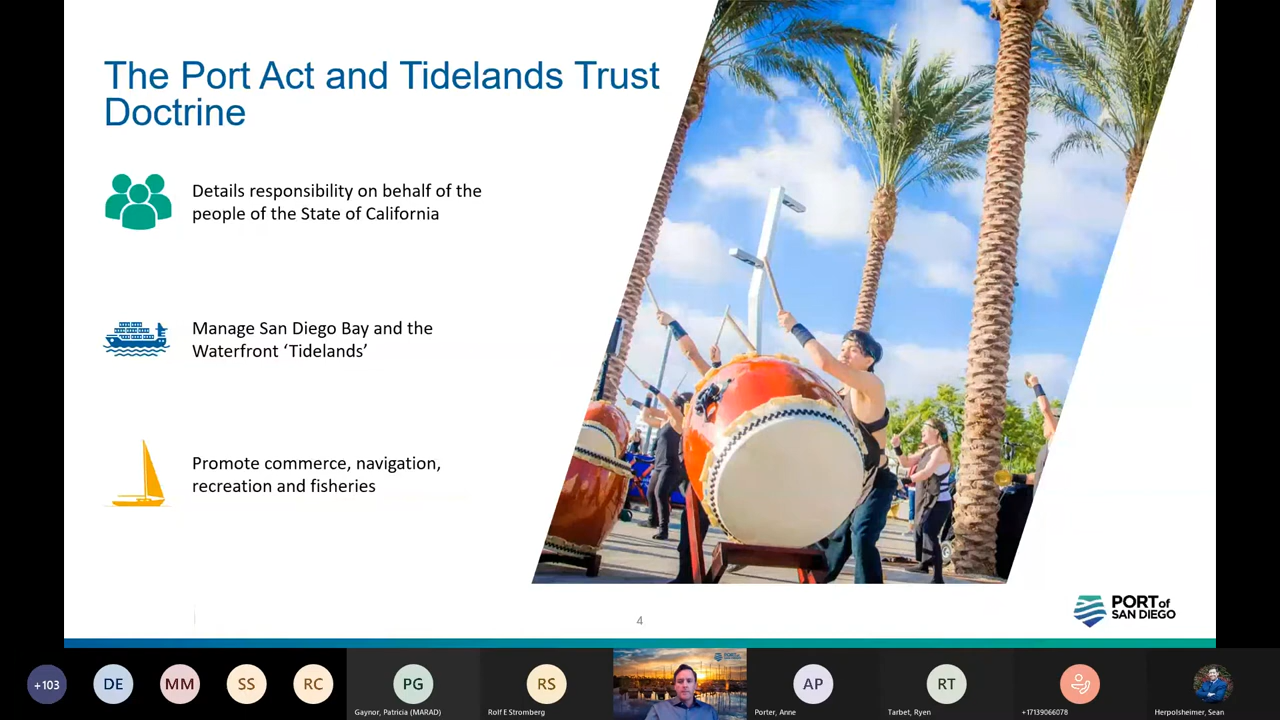 The Port Act and Tidelands Trust
Doctrine
Details responsibility on behalf of the
people of the State of California
Manage San Diego Bay and the
Waterfront ‘Tidelands’
Promote commerce, navigation,
recreation and fisheries
4
PORT of
SAN DIEGO
+103
DE
MM
SS
RC
PG
Gaynor, Patricia (MARAD)
RS
Rolf E Stromberg
AP
Porter, Anne
RT
Tarbet, Ryen
+17139066078
Herpolsheimer, Sean